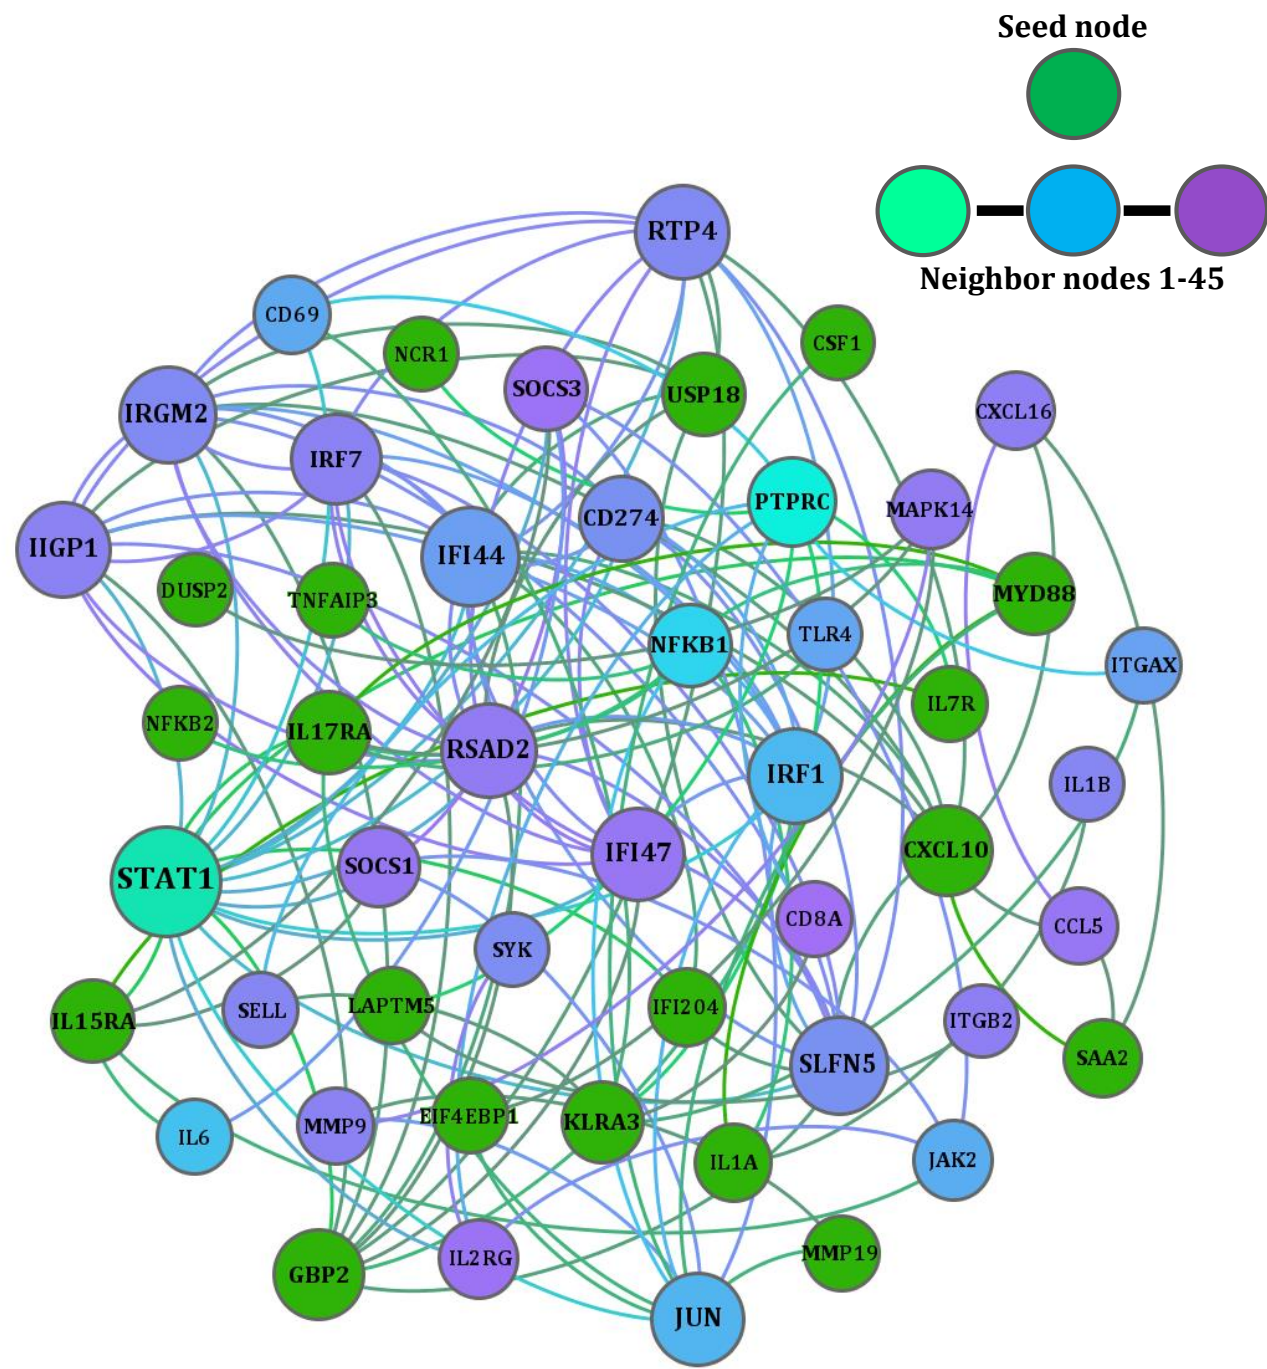 Seed node
Neighbor nodes 1-45
RTP4
CD69
CSF1
NCR1
SOCS3
USP18
CXCL16
IRGM2
IRF7
PTPRC
MAPK14
CD274
IIGP1
IFI44
DUSP2
TNFAIP3
MYD88
NFKB1
TLR4
ITGAX
NFKB2
IL17RA
IL7R
RSAD2
IRF1
IL1B
STAT1
SOCS1
IFI47
CXCL10
CD8A
CCL5
SYK
IL15RA
SELL
LAPTM5
IFI204
ITGB2
SLFN5
SAA2
IL6
MMP9
EIF4EBP1
KLRA3
IL1A
JAK2
GBP2
IL2RG
MMP19
JUN